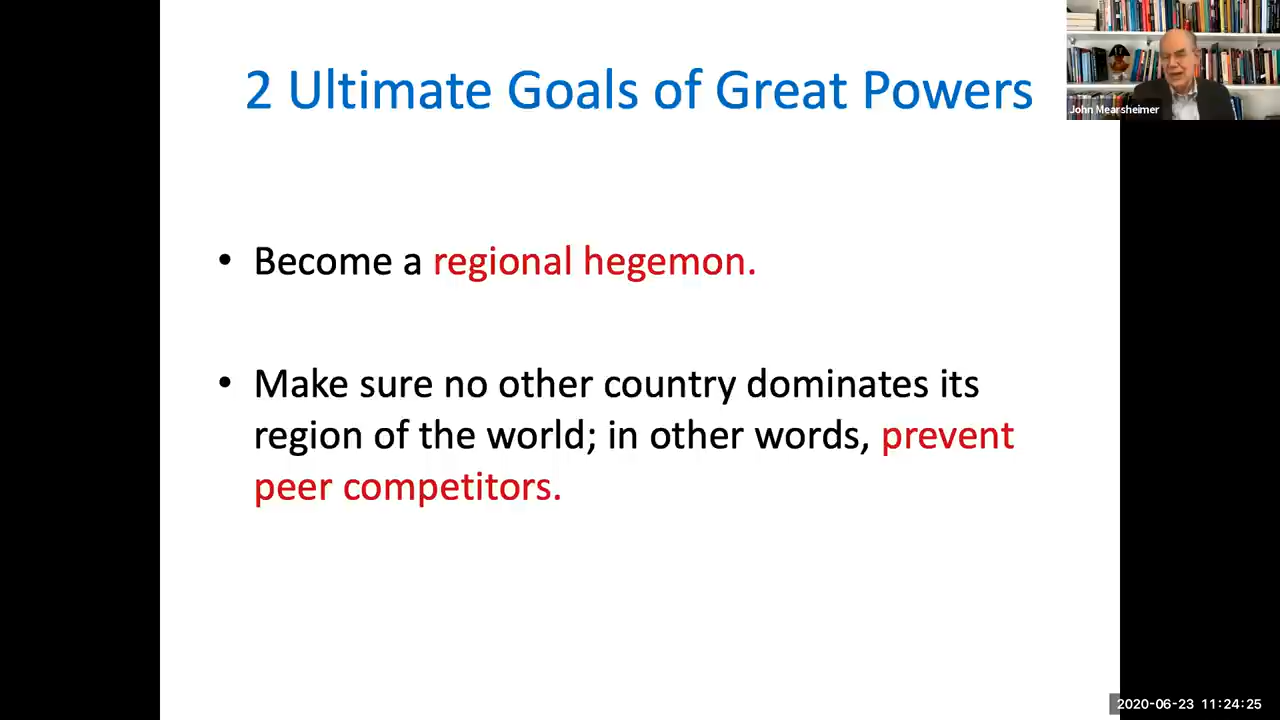 2 Ultimate Goals of Great Powers
John Mearsheimer
• Become a regional hegemon.
• Make sure no other country dominates its
region of the world; in other words, prevent
peer competitors.
2020-06-23 11:24:25